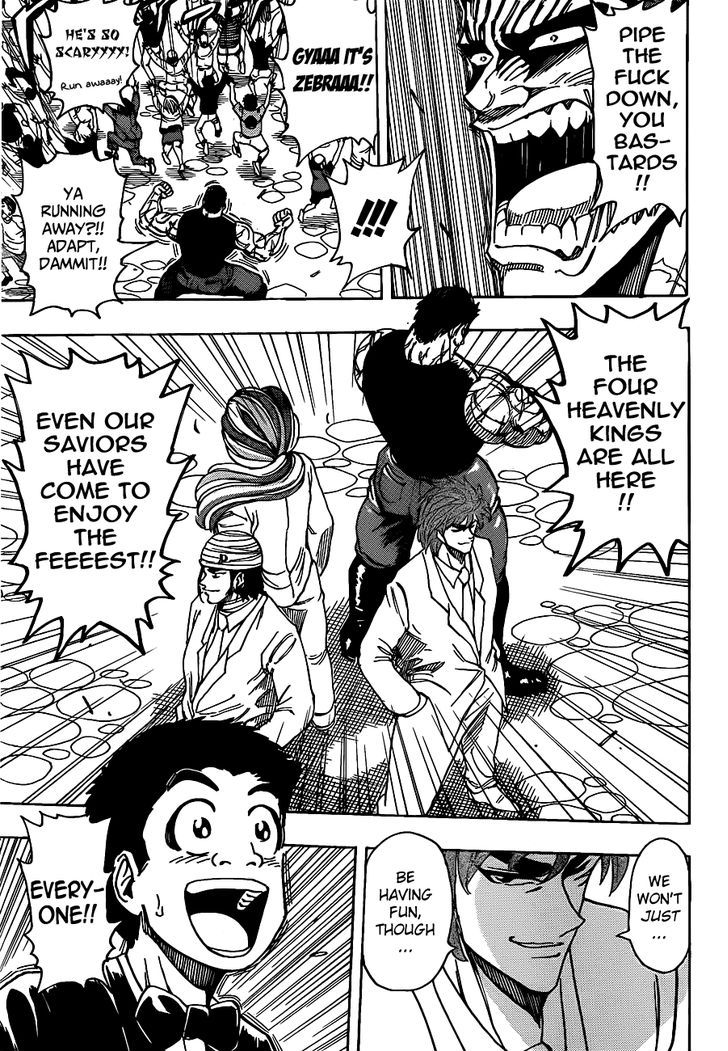 PIPE
THE
FUCK
DOWN,
YOU
BAS-
TARDS
!!
!!!
GYAAA IT'S
ZEBRAAA!!
HE'S SO
SCARYYYY!
Run awaaay!
YA
RUNNING
AWAY?!!
ADAPT,
DAMMIT!!
THE
FOUR
HEAVENLY
KINGS
ARE ALL
HERE
!!
EVEN OUR
SAVIORS
HAVE
COME TO
ENJOY
THE
FEEEEST!!
WE
WON'T
JUST
...
BE
HAVING
FUN,
THOUGH
...
EVERY-
ONE!!